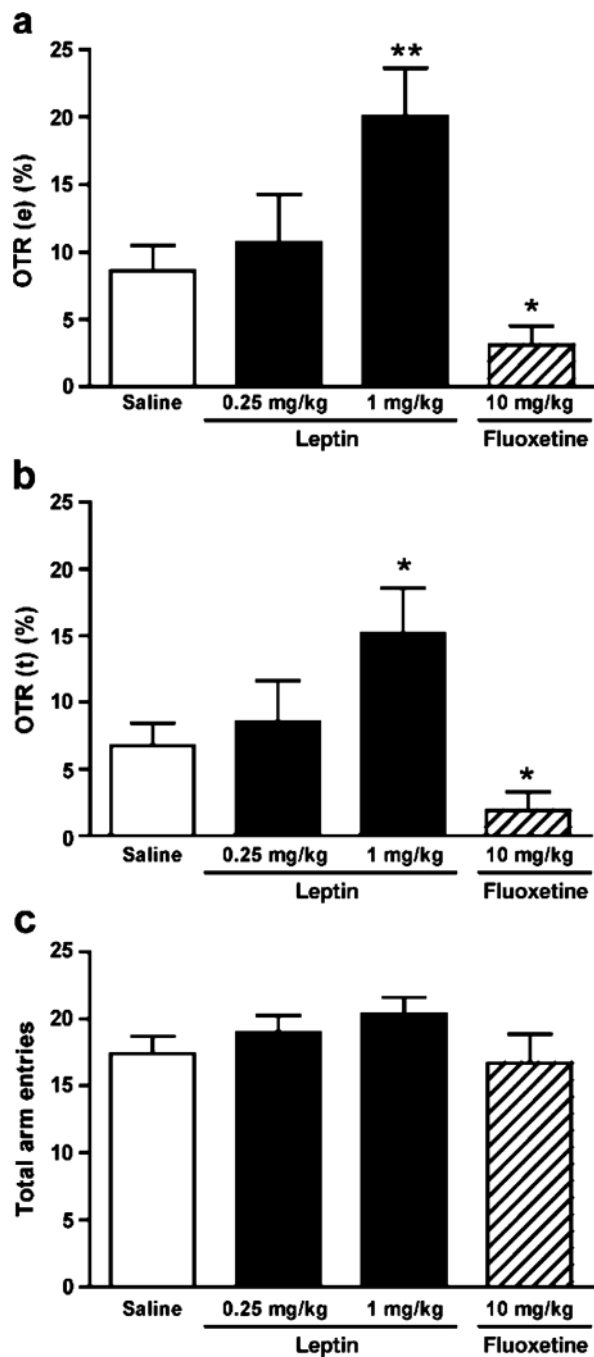 a
OTR (e) (%)
25
20
15
10
5
0
**
*
Saline 0.25 mg/kg 1 mg/kg 10 mg/kg
Leptin Fluoxetine
b
OTR (t) (%)
25
20
15
10
5
0
*
*
Saline 0.25 mg/kg 1 mg/kg 10 mg/kg
Leptin Fluoxetine
c
Total arm entries
25
20
15
10
5
0
Saline 0.25 mg/kg 1 mg/kg 10 mg/kg
Leptin Fluoxetine